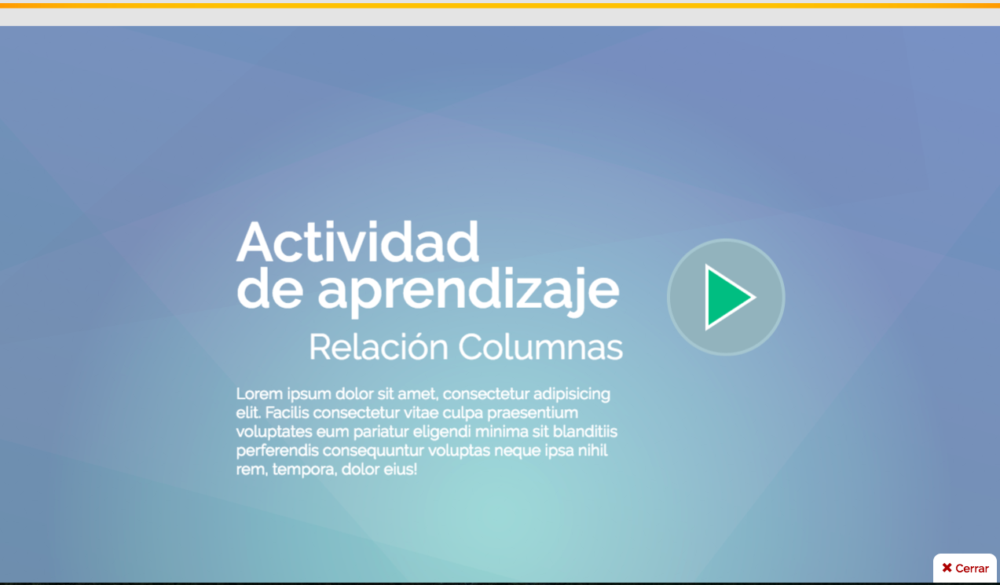 Actividad
de aprendizaje
Relación Columnas
Lorem ipsum dolor sit amet, consectetur adipisicing
elit. Facilis consectetur vitae culpa praesentium
voluptates eum pariatur eligendi minima sit blanditiis
perferendis consequuntur voluptas neque ipsa nihil
rem, tempora, dolor eius!
✖ Cerrar